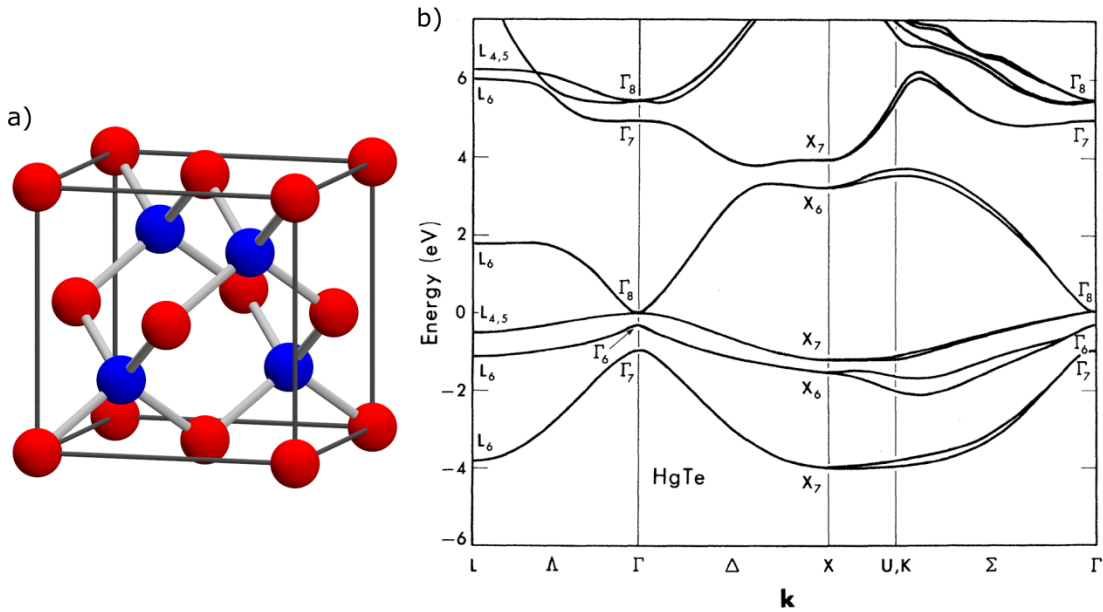 a)
b)
Energy (eV)
6
4
2
0
−2
−4
−6
L₄,₅
L₆
L₆
L₄,₅
L₆
L₆
Γ₈
Γ₇
Γ₈
Γ₆
Γ₇
HgTe
X₇
X₆
X₇
X₆
X₇
Γ₈
Γ₇
Γ₈
Γ₆
Γ₇
L Λ Γ Δ X U,K Σ Γ
k